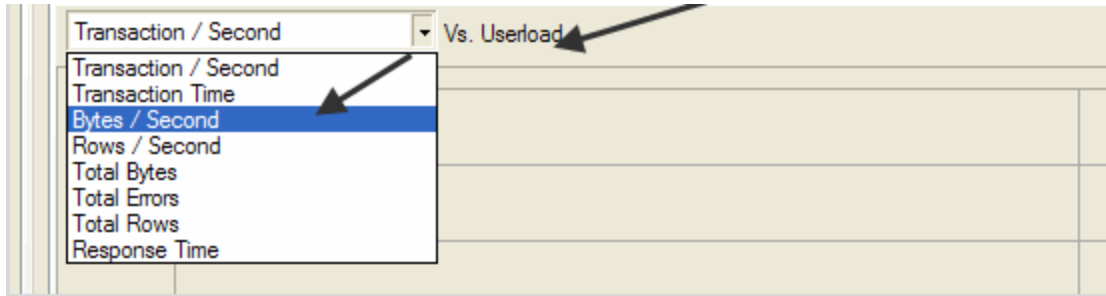 Transaction / Second Vs. Userload
Transaction / Second
Transaction Time
Bytes / Second
Rows / Second
Total Bytes
Total Errors
Total Rows
Response Time